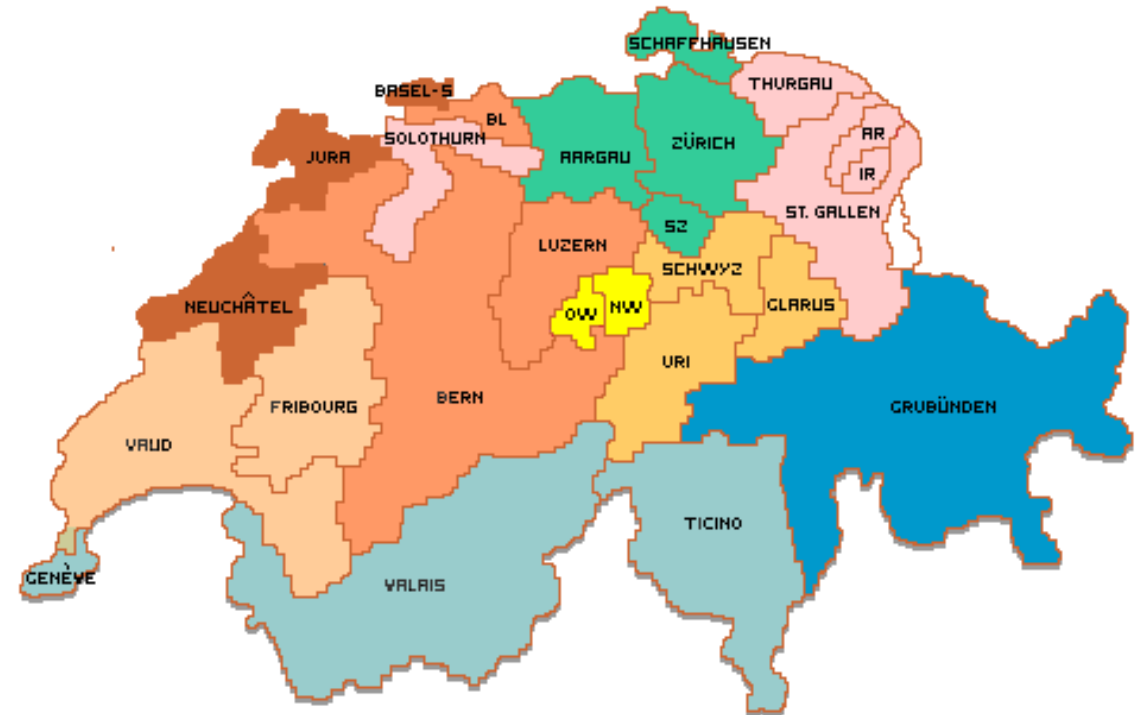 SCHAFFHAUSEN
THURGAU
BASEL-S
BL
SOLOTHURN
JURA
AARGAU
ZÜRICH
AR
IR
ST. GALLEN
SZ
LUZERN
SCHWYZ
NEUCHÂTEL
OW
NW
GLARUS
URI
FRIBOURG
BERN
GRUBÜNDEN
VAUD
TICINO
GENÈVE
VALAIS